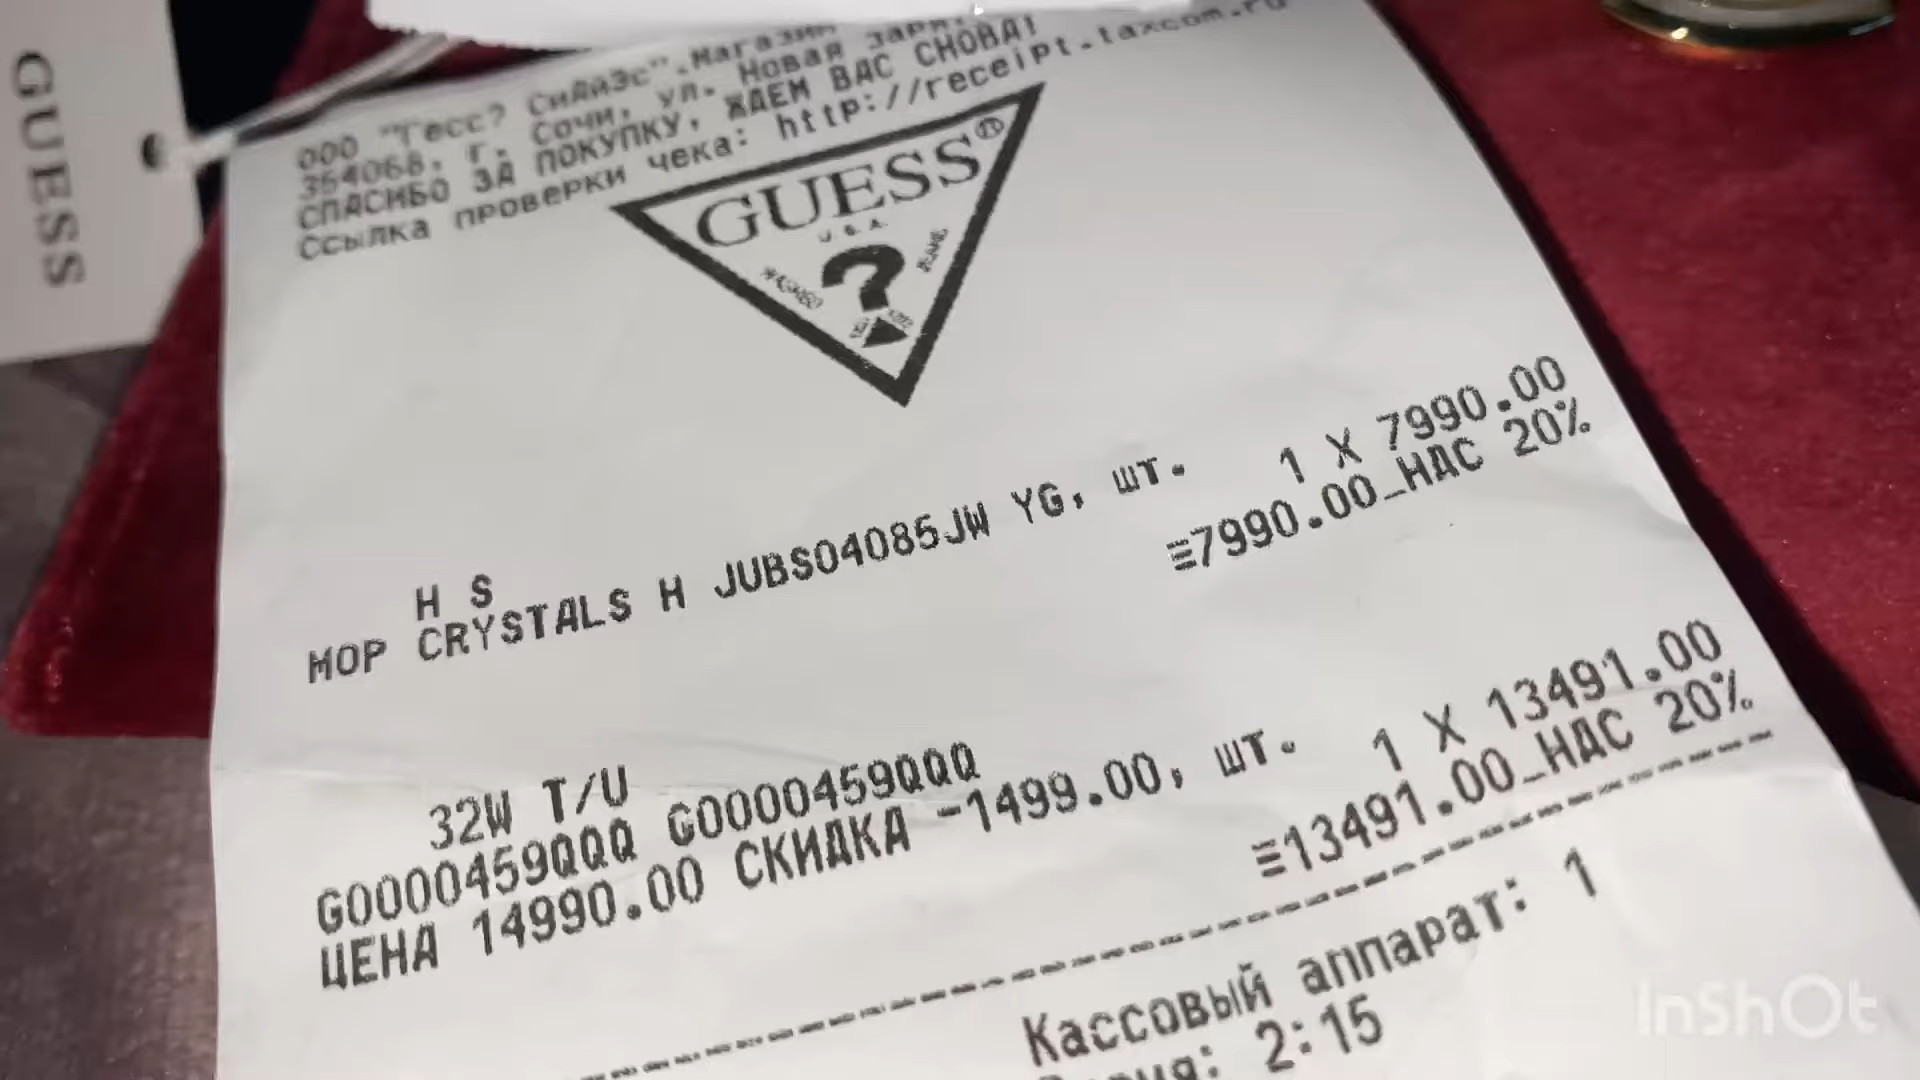 GUESS
ООО "Гесс? СиАйЭс", Магазин
354068, г. Сочи, ул. Новая заря,
СПАСИБО ЗА ПОКУПКУ, ЖДЕМ ВАС СНОВА!
Ссылка проверки чека: http://receipt.taxcom.ru
GUESS®
U.S.A.
?
H S
MOP CRYSTALS H JUBS04085JW YG, шт. 1 X 7990.00
≡7990.00_НДС 20%
32W T/U
G0000459QQQ G0000459QQQ
ЦЕНА 14990.00 СКИДКА -1499.00, шт. 1 X 13491.00
≡13491.00_НДС 20%
Кассовый аппарат: 1
2:15
InShOt